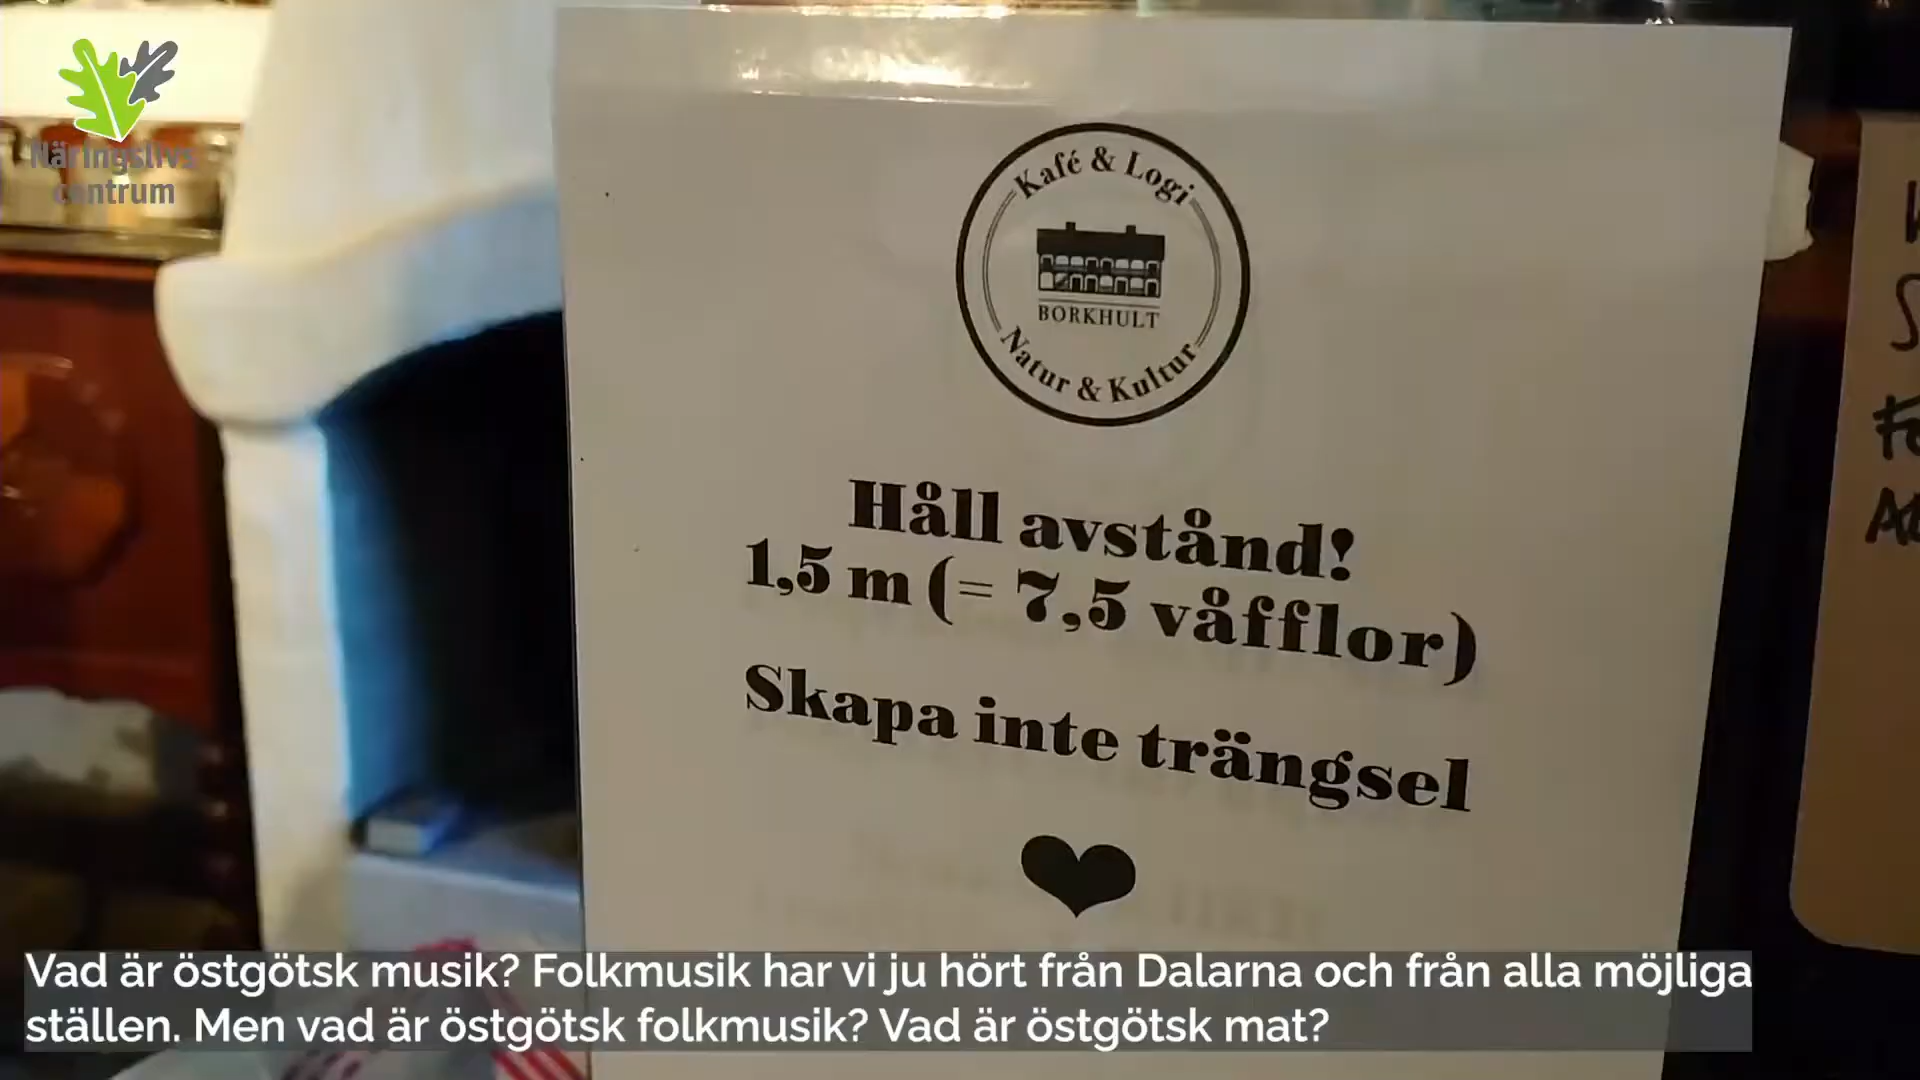 Näringslivs
centrum
Kafé & Logi
BORKHULT
Natur & Kultur
Håll avstånd!
1,5 m (= 7,5 våfflor)
Skapa inte trängsel
Vad är östgötsk musik? Folkmusik har vi ju hört från Dalarna och från alla möjliga
ställen. Men vad är östgötsk folkmusik? Vad är östgötsk mat?